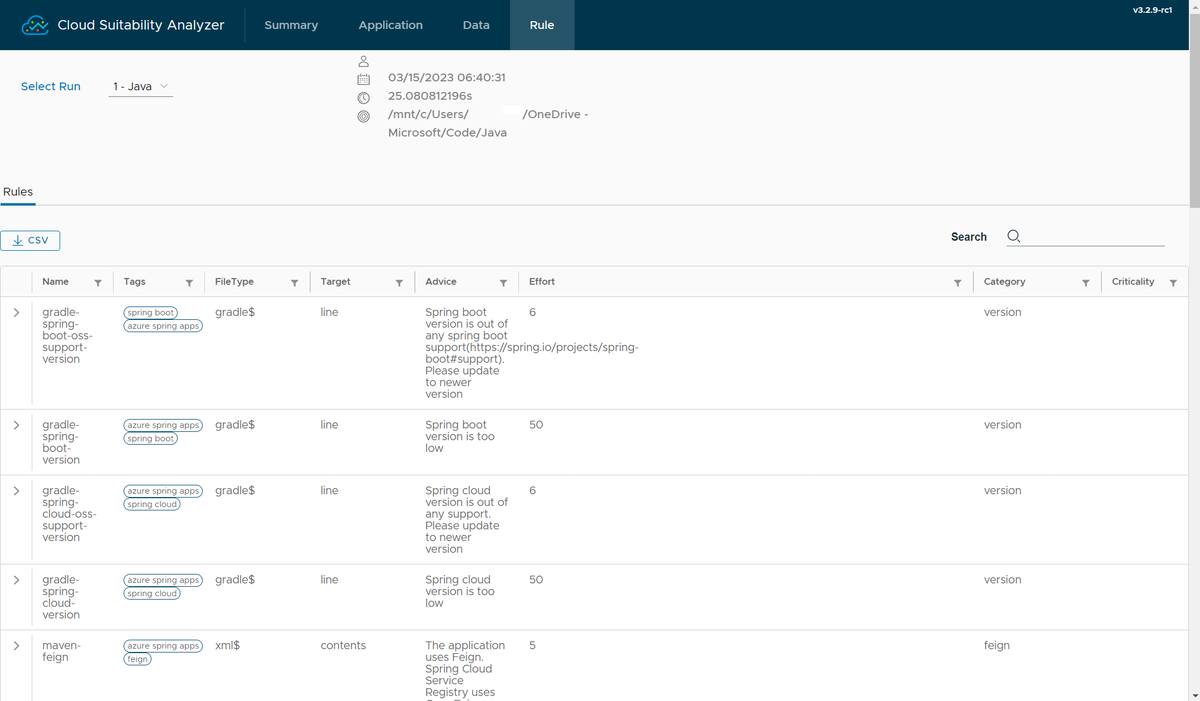 Cloud Suitability Analyzer
Summary
Application
Data
Rule
v3.2.9-rc1
Select Run
1 - Java
03/15/2023 06:40:31
25.080812196s
/mnt/c/Users/ /OneDrive -
Microsoft/Code/Java
Rules
CSV
Search
Name
Tags
FileType
Target
Advice
Effort
Category
Criticality
gradle-
spring-
boot-oss-
support-
version
spring boot
azure spring apps
gradle$
line
Spring boot
version is out of
any spring boot
support(https://spring.io/projects/spring-
boot#support).
Please update
to newer
version
6
version
gradle-
spring-
boot-
version
azure spring apps
spring boot
gradle$
line
Spring boot
version is too
low
50
version
gradle-
spring-
cloud-oss-
support-
version
azure spring apps
spring cloud
gradle$
line
Spring cloud
version is out of
any support.
Please update
to newer
version
6
version
gradle-
spring-
cloud-
version
azure spring apps
spring cloud
gradle$
line
Spring cloud
version is too
low
50
version
maven-
feign
azure spring apps
feign
xml$
contents
The application
uses Feign.
Spring Cloud
Service
Registry uses
5
feign